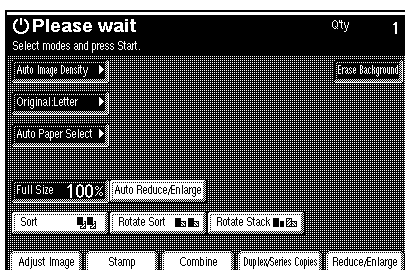 Please wait
Q'ty 1
Select modes and press Start.
Auto Image Density
Erase Background
Original:Letter
Auto Paper Select
Full Size 100% Auto Reduce/Enlarge
Sort Rotate Sort Rotate Stack
Adjust Image Stamp Combine Duplex/Series Copies Reduce/Enlarge